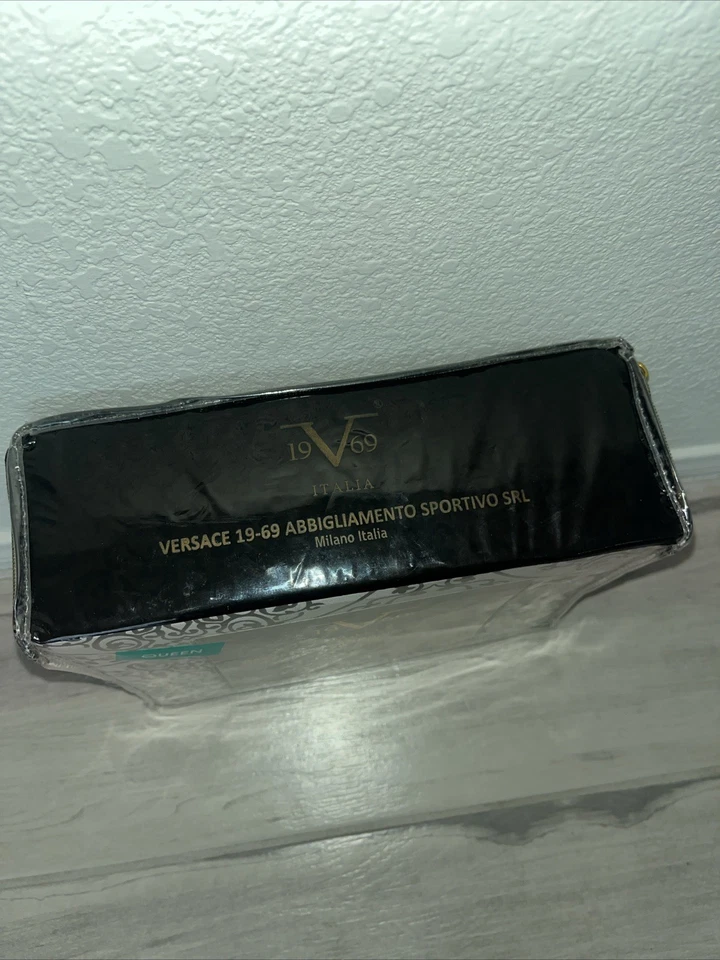 19V69
ITALIA
VERSACE 19-69 ABBIGLIAMENTO SPORTIVO SRL
Milano Italia
QUEEN